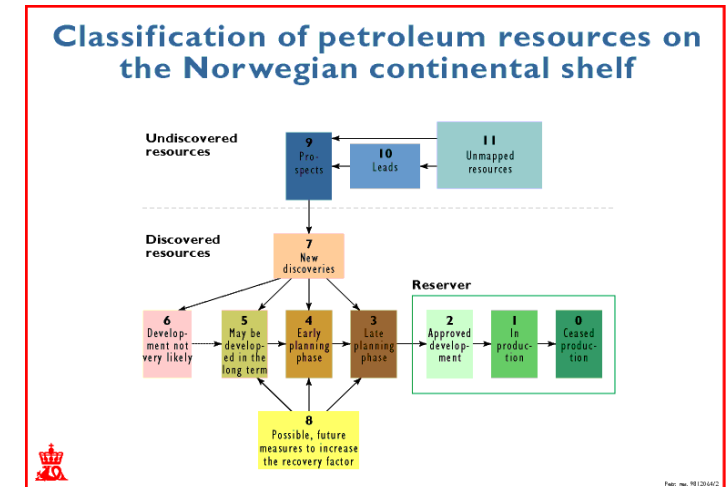 Classification of petroleum resources on
the Norwegian continental shelf
Undiscovered
resources
9
Pro-
spects
10
Leads
11
Unmapped
resources
Discovered
resources
7
New
discoveries
Reserver
6
Develop-
ment not
very likely
5
May be
develop-
ed in the
long term
4
Early
planning
phase
3
Late
planning
phase
2
Approved
develop-
ment
1
In
produc-
tion
0
Ceased
produc-
tion
8
Possible, future
measures to increase
the recovery factor